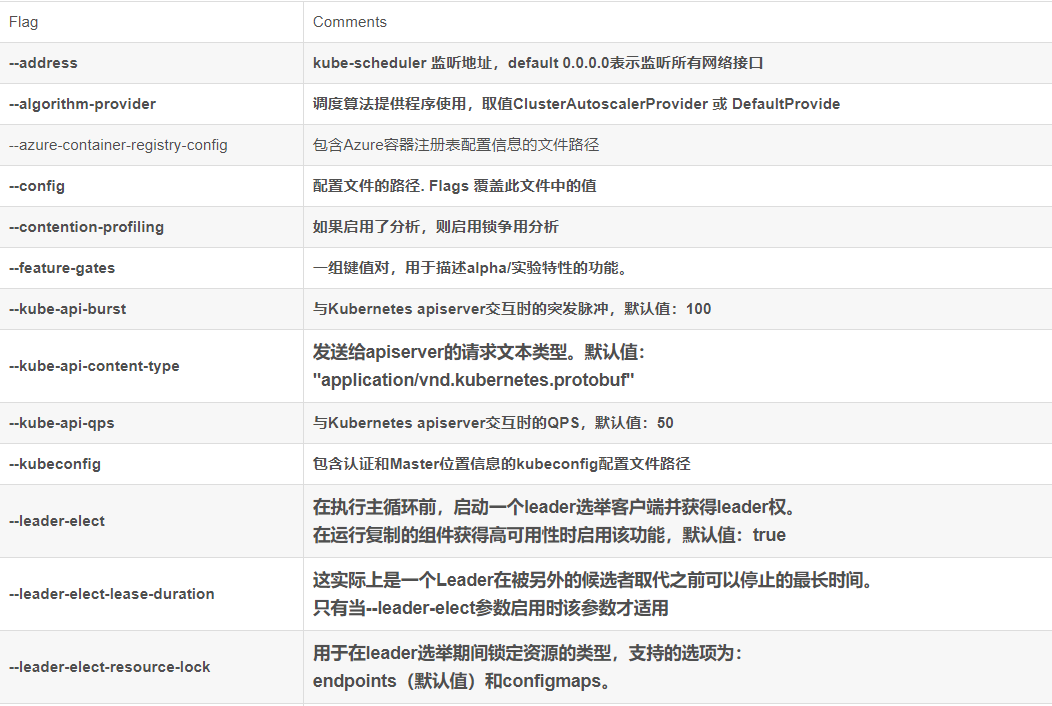 Flag Comments
--address kube-scheduler 监听地址，default 0.0.0.0表示监听所有网络接口
--algorithm-provider 调度算法提供程序使用，取值ClusterAutoscalerProvider 或 DefaultProvide
--azure-container-registry-config 包含Azure容器注册表配置信息的文件路径
--config 配置文件的路径. Flags 覆盖此文件中的值
--contention-profiling 如果启用了分析，则启用锁争用分析
--feature-gates 一组键值对，用于描述alpha/实验特性的功能。
--kube-api-burst 与Kubernetes apiserver交互时的突发脉冲，默认值：100
--kube-api-content-type 发送给apiserver的请求文本类型。默认值：
"application/vnd.kubernetes.protobuf"
--kube-api-qps 与Kubernetes apiserver交互时的QPS，默认值：50
--kubeconfig 包含认证和Master位置信息的kubeconfig配置文件路径
--leader-elect 在执行主循环前，启动一个leader选举客户端并获得leader权。
在运行复制的组件获得高可用性时启用该功能，默认值：true
--leader-elect-lease-duration 这实际上是一个Leader在被另外的候选者取代之前可以停止的最长时间。
只有当--leader-elect参数启用时该参数才适用
--leader-elect-resource-lock 用于在leader选举期间锁定资源的类型，支持的选项为：
endpoints（默认值）和configmaps。